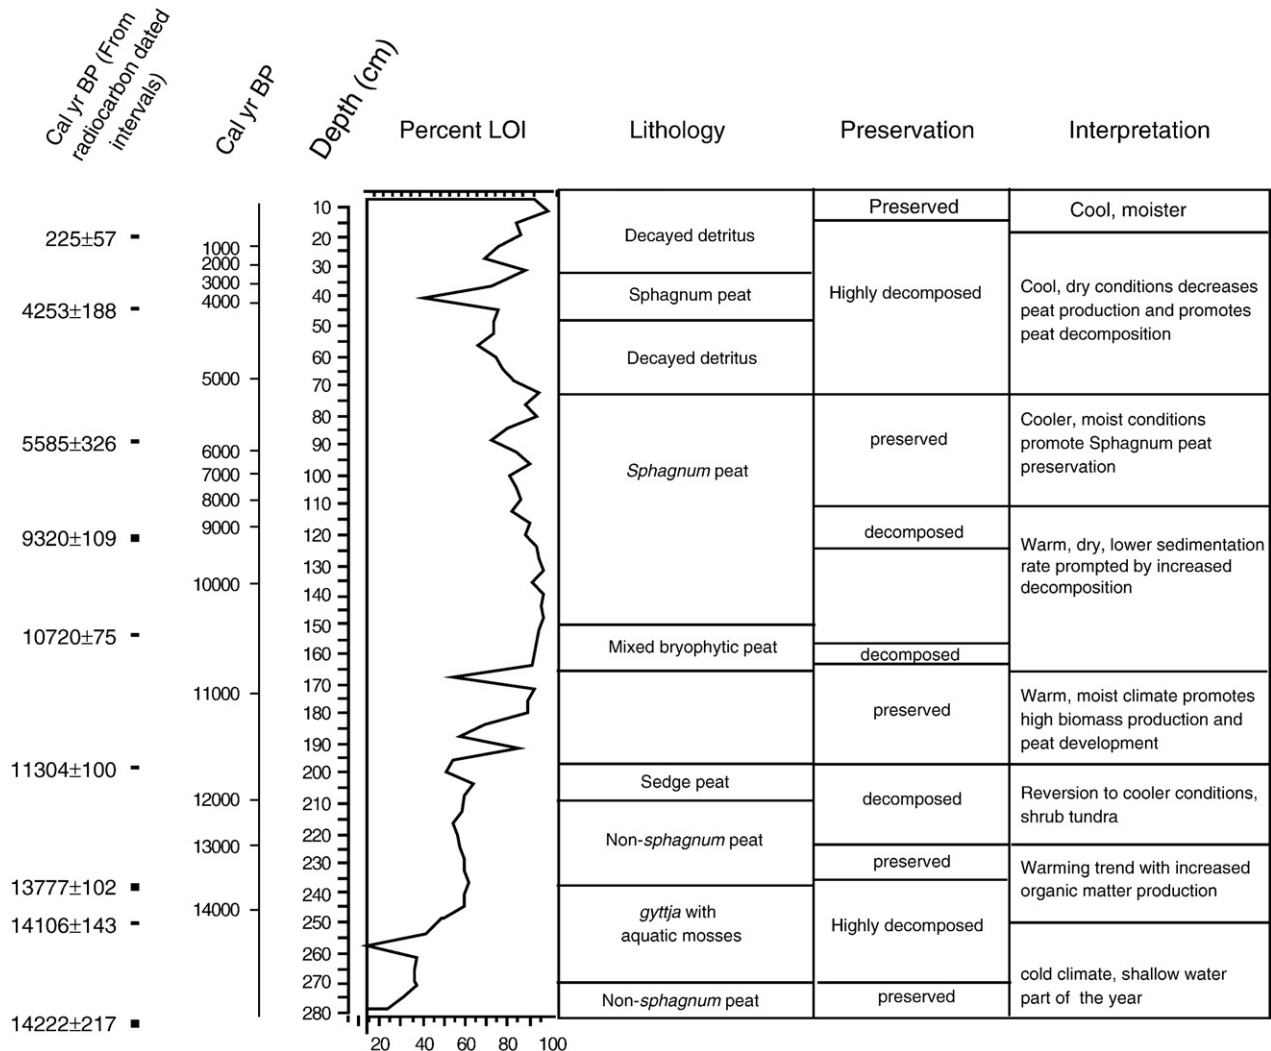 Cal yr BP (From
radiocarbon dated
intervals)
Cal yr BP
Depth (cm)
Percent LOI
Lithology
Preservation
Interpretation
225±57
4253±188
5585±326
9320±109
10720±75
11304±100
13777±102
14106±143
14222±217
1000
2000
3000
4000
5000
6000
7000
8000
9000
10000
11000
12000
13000
14000
10
20
30
40
50
60
70
80
90
100
110
120
130
140
150
160
170
180
190
200
210
220
230
240
250
260
270
280
20 40 60 80 100
Decayed detritus
Sphagnum peat
Decayed detritus
Sphagnum peat
Mixed bryophytic peat
Sedge peat
Non-sphagnum peat
gyttja with
aquatic mosses
Non-sphagnum peat
Preserved
Highly decomposed
preserved
decomposed
decomposed
preserved
decomposed
preserved
Highly decomposed
preserved
Cool, moister
Cool, dry conditions decreases
peat production and promotes
peat decomposition
Cooler, moist conditions
promote Sphagnum peat
preservation
Warm, dry, lower sedimentation
rate prompted by increased
decomposition
Warm, moist climate promotes
high biomass production and
peat development
Reversion to cooler conditions,
shrub tundra
Warming trend with increased
organic matter production
cold climate, shallow water
part of the year